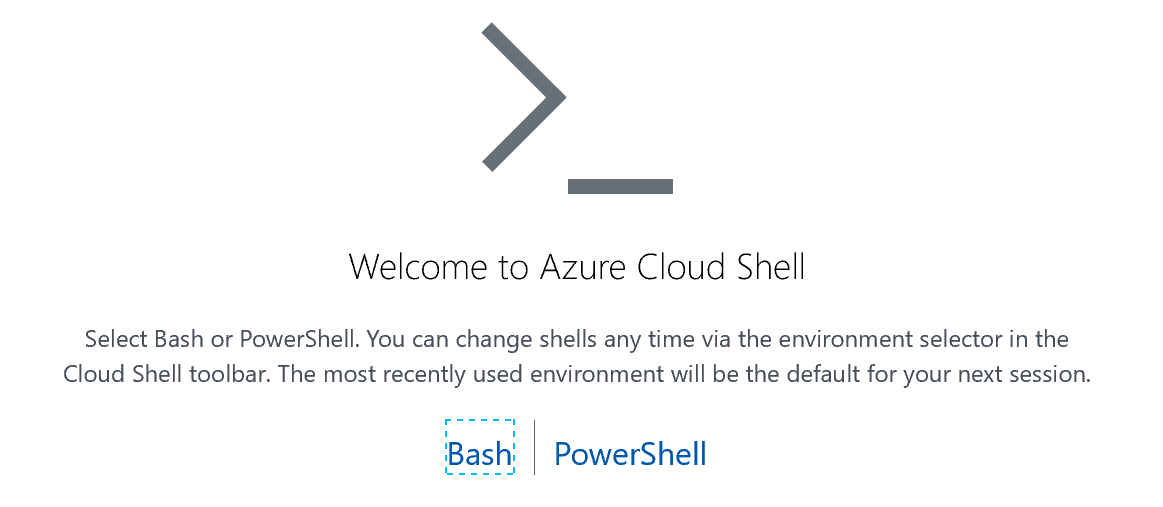 Welcome to Azure Cloud Shell
Select Bash or PowerShell. You can change shells any time via the environment selector in the
Cloud Shell toolbar. The most recently used environment will be the default for your next session.
Bash | PowerShell